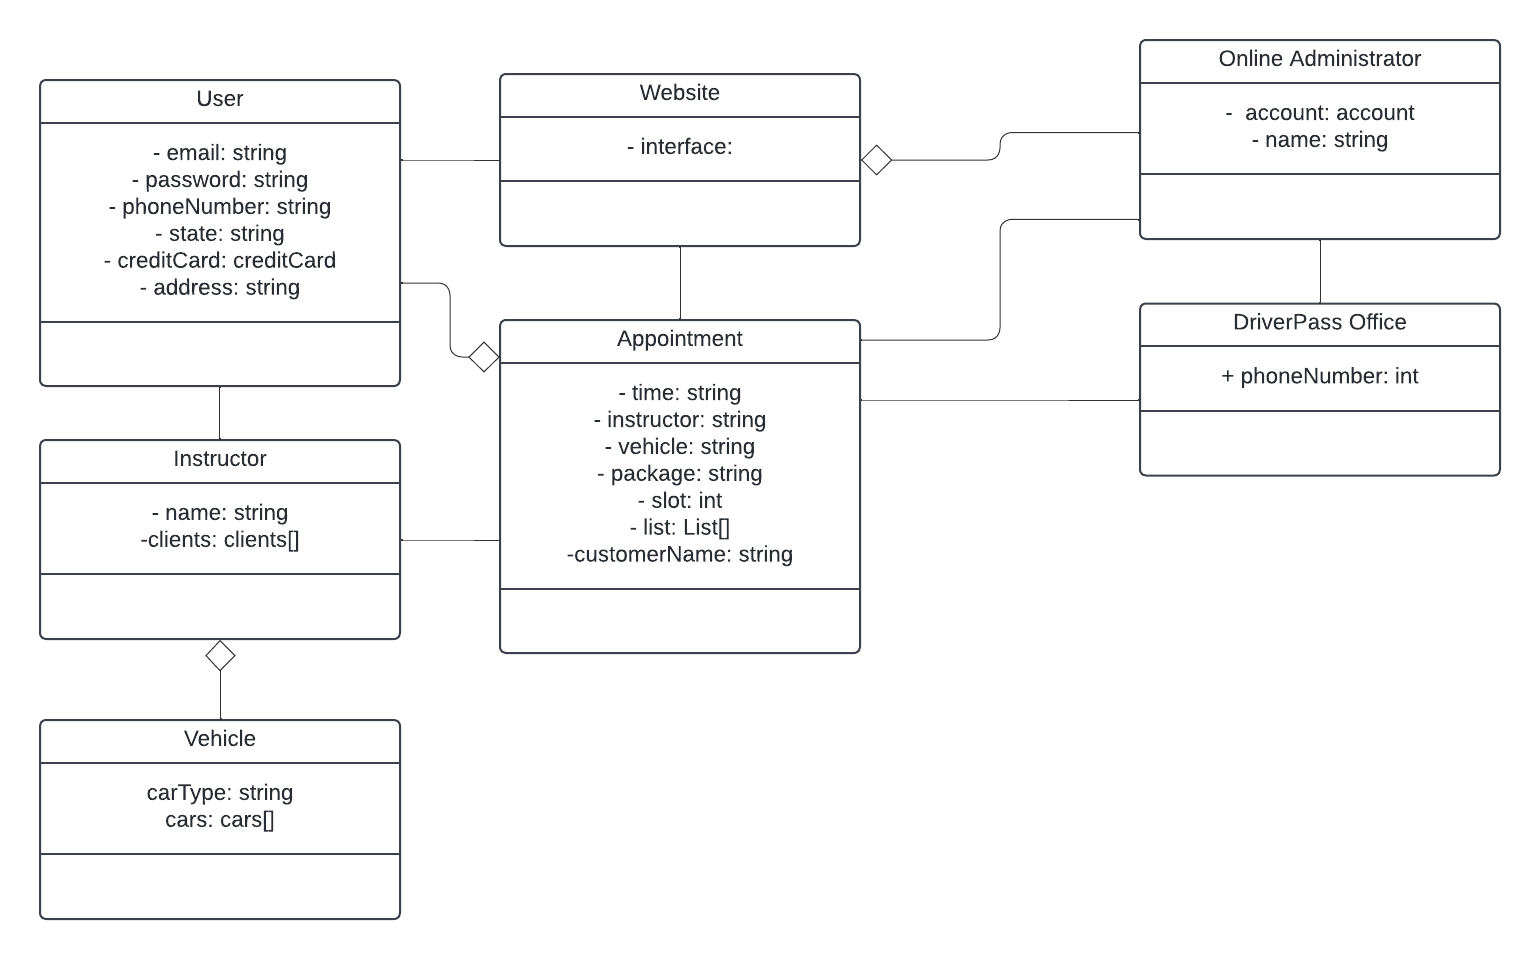 User
- email: string
- password: string
- phoneNumber: string
- state: string
- creditCard: creditCard
- address: string
Website
- interface:
Online Administrator
-  account: account
- name: string
Appointment
- time: string
- instructor: string
- vehicle: string
- package: string
- slot: int
- list: List[]
-customerName: string
DriverPass Office
+ phoneNumber: int
Instructor
- name: string
-clients: clients[]
Vehicle
carType: string
cars: cars[]